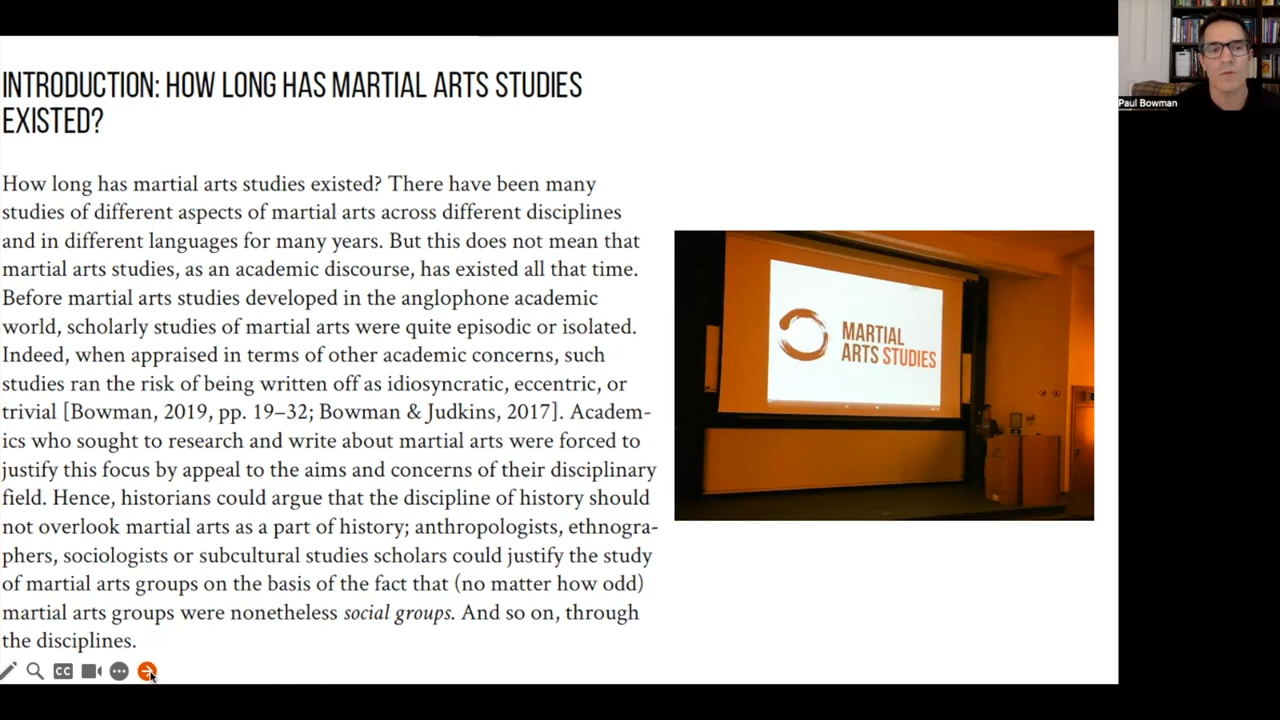 INTRODUCTION: HOW LONG HAS MARTIAL ARTS STUDIES
EXISTED?
How long has martial arts studies existed? There have been many
studies of different aspects of martial arts across different disciplines
and in different languages for many years. But this does not mean that
martial arts studies, as an academic discourse, has existed all that time.
Before martial arts studies developed in the anglophone academic
world, scholarly studies of martial arts were quite episodic or isolated.
Indeed, when appraised in terms of other academic concerns, such
studies ran the risk of being written off as idiosyncratic, eccentric, or
trivial [Bowman, 2019, pp. 19–32; Bowman & Judkins, 2017]. Academ-
ics who sought to research and write about martial arts were forced to
justify this focus by appeal to the aims and concerns of their disciplinary
field. Hence, historians could argue that the discipline of history should
not overlook martial arts as a part of history; anthropologists, ethnogra-
phers, sociologists or subcultural studies scholars could justify the study
of martial arts groups on the basis of the fact that (no matter how odd)
martial arts groups were nonetheless social groups. And so on, through
the disciplines.
CC
MARTIAL
ARTS STUDIES
Paul Bowman